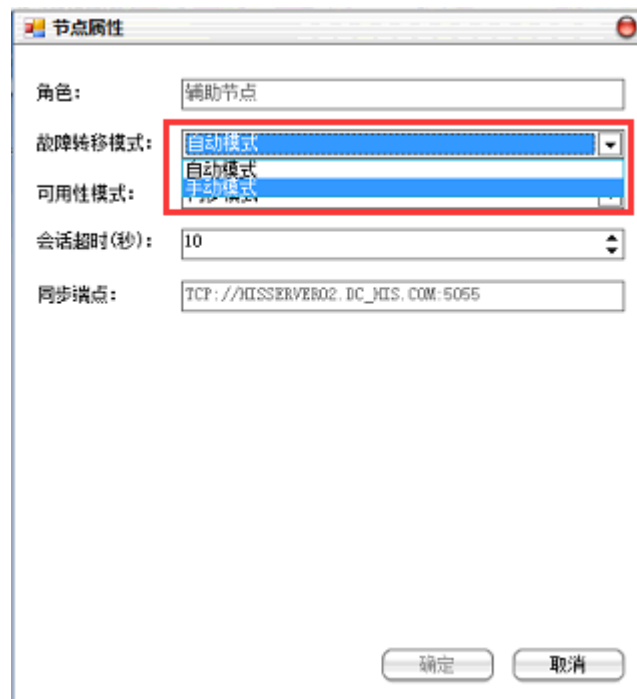 节点属性
角色: 辅助节点
故障转移模式: 自动模式
自动模式
手动模式
可用性模式:
会话超时(秒): 10
同步端点: TCP://HISSERVER02.DC_HIS.COM:5055
确定 取消